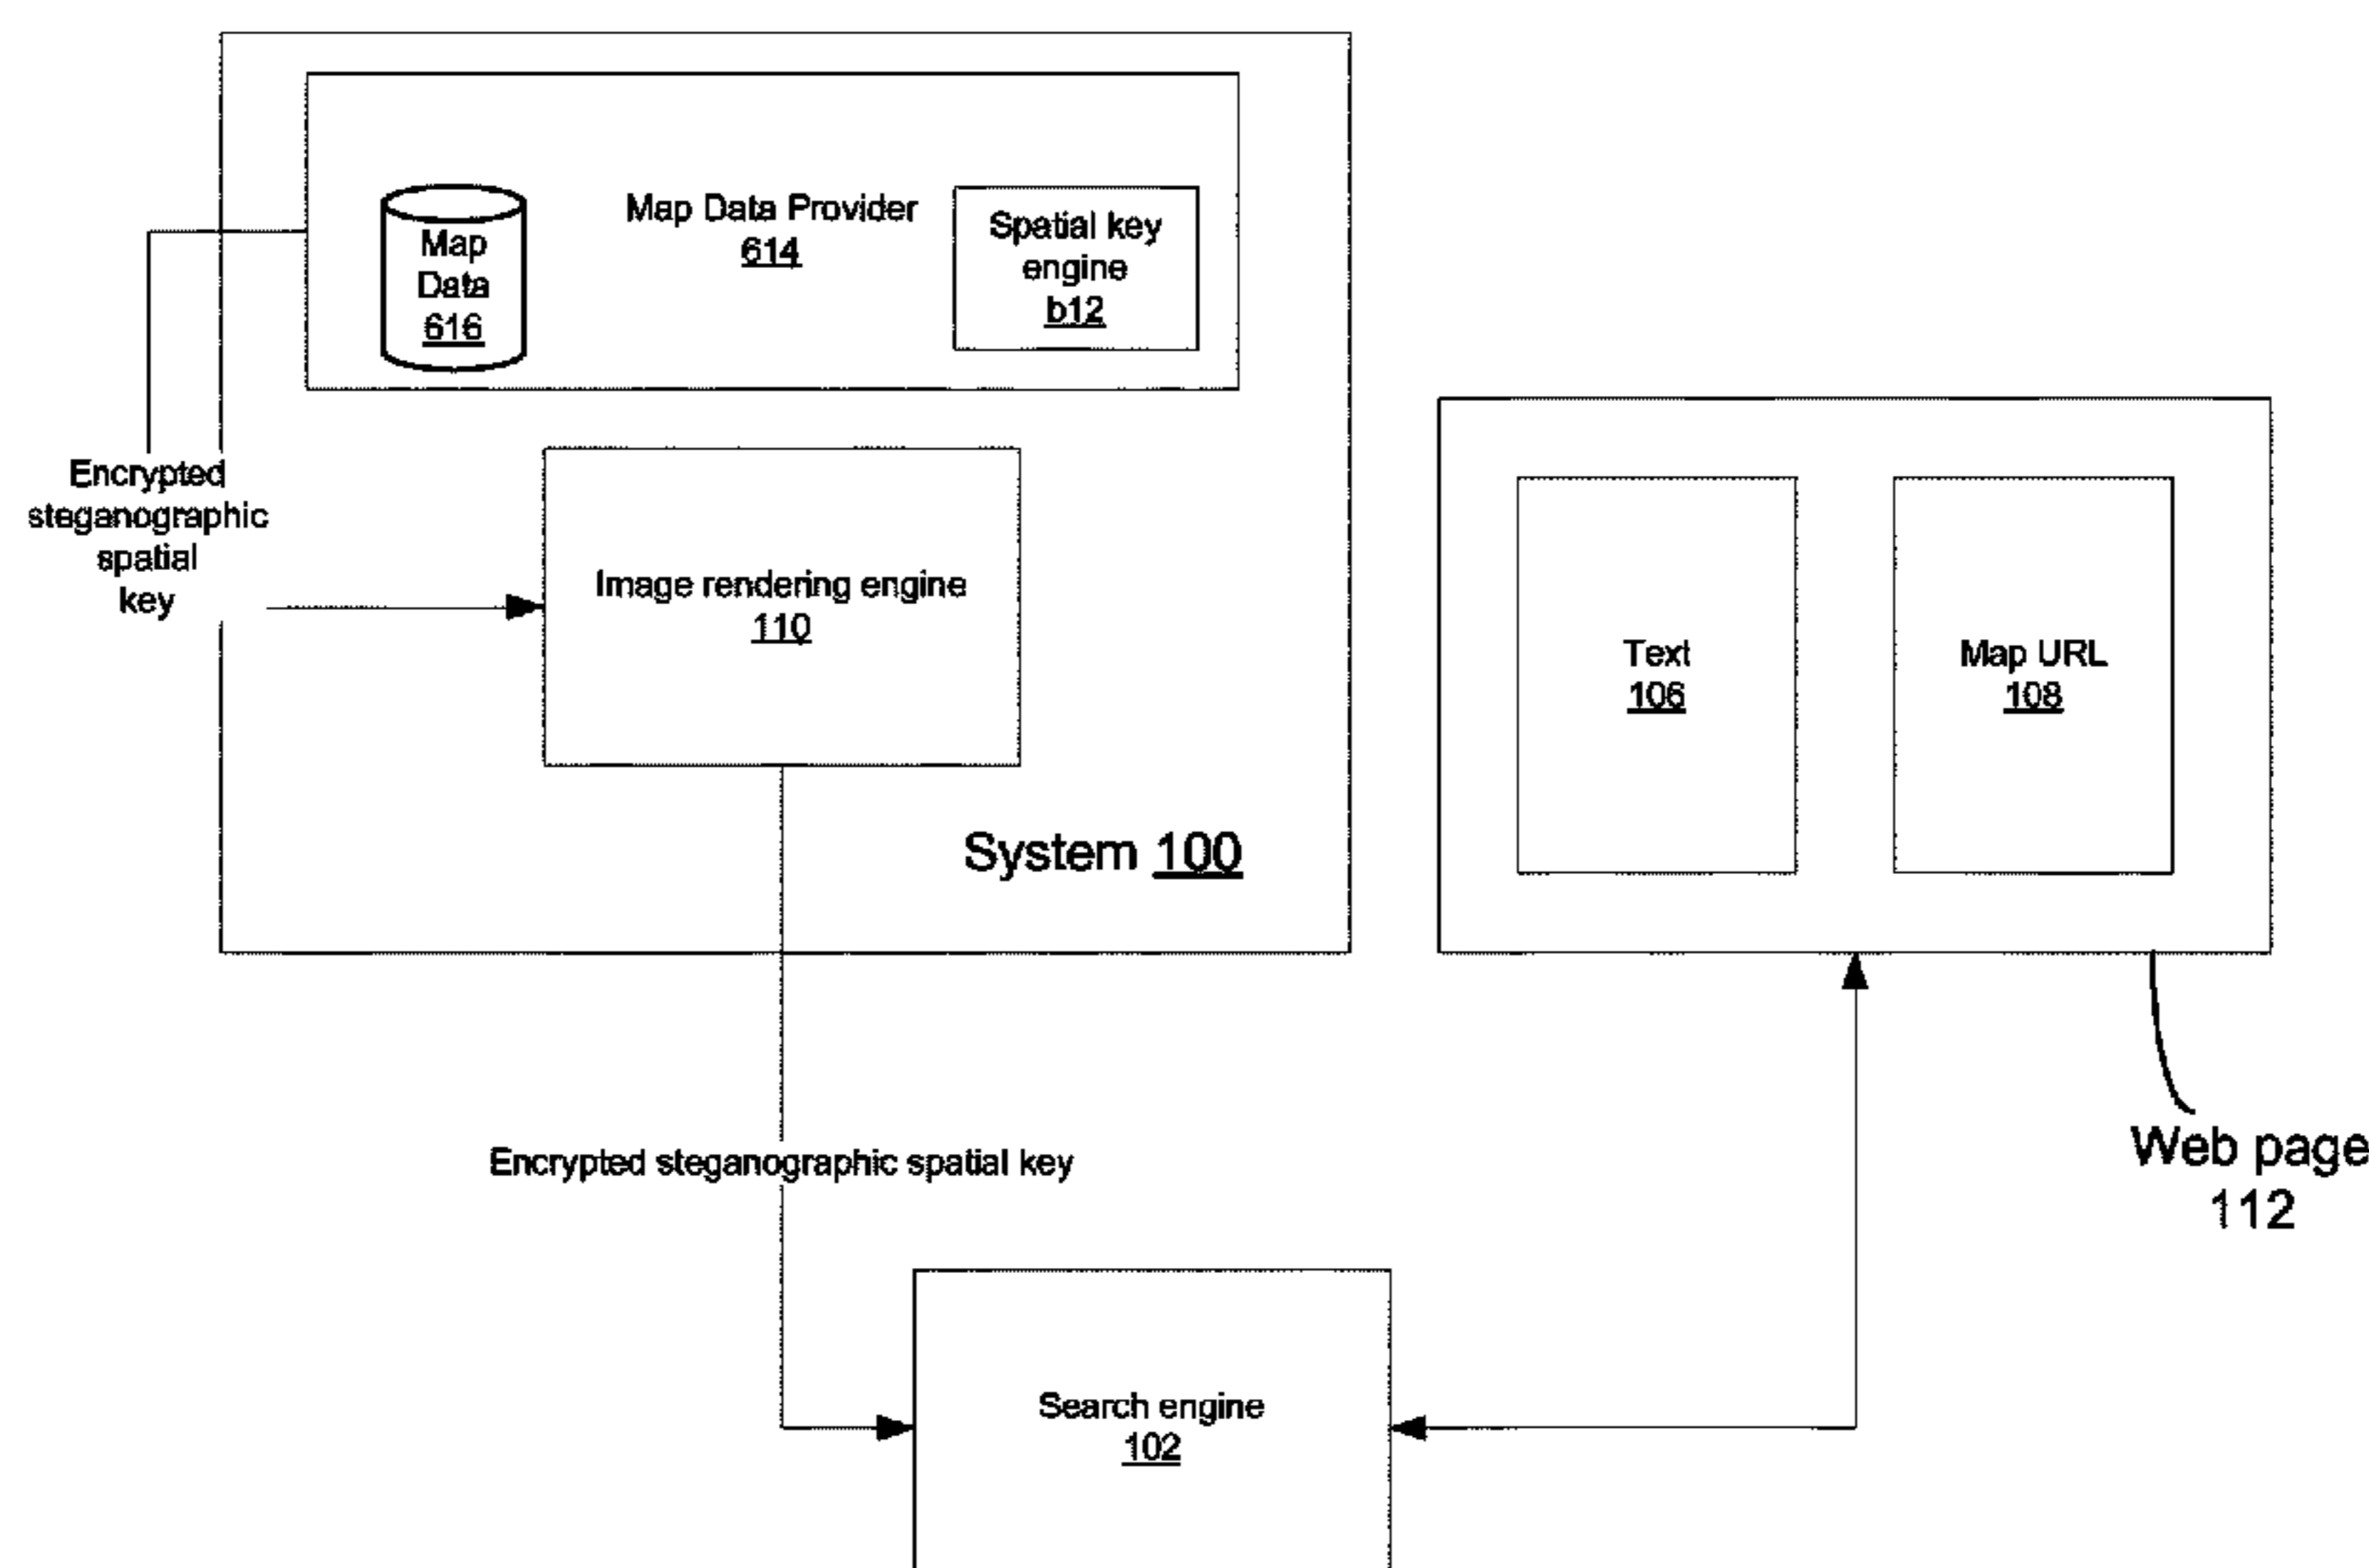 Map Data Provider
614
Map
Data
616
Spatial key
engine
b12
Encrypted
steganographic
spatial
key
Image rendering engine
110
System 100
Text
106
Map URL
108
Web page
112
Encrypted steganographic spatial key
Search engine
102